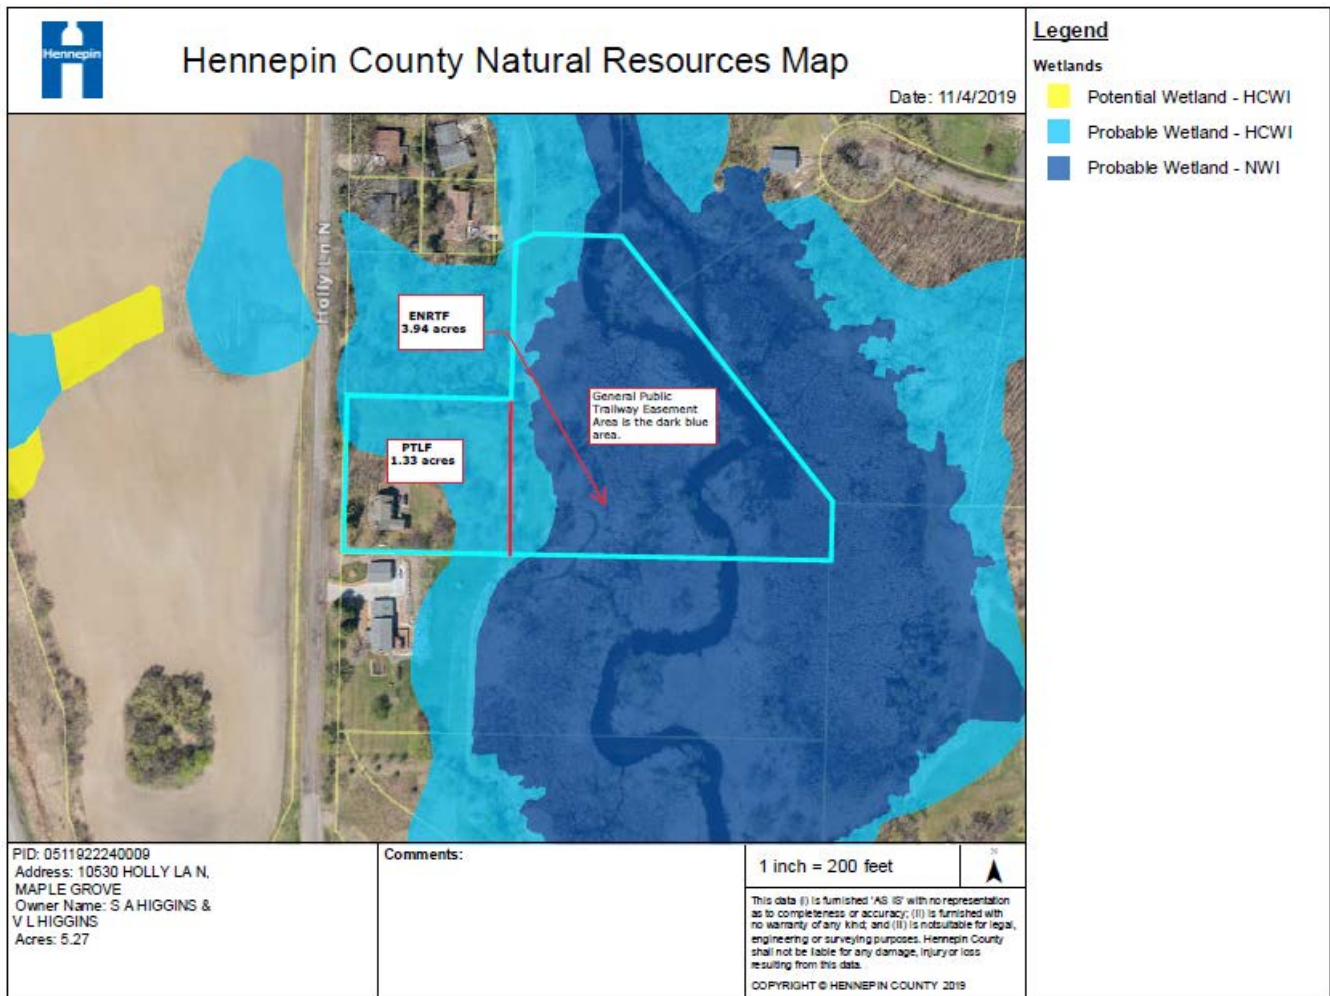 Hennepin
Hennepin County Natural Resources Map
Date: 11/4/2019
Legend
Wetlands
Potential Wetland - HCWI
Probable Wetland - HCWI
Probable Wetland - NWI
Holly Ln N
ENRTF
3.94 acres
General Public
Trailway Easement
Area is the dark blue
area.
PTLF
1.33 acres
PID: 0511922240009
Address: 10530 HOLLY LA N,
MAPLE GROVE
Owner Name: S A HIGGINS &
V L HIGGINS
Acres: 5.27
Comments:
1 inch = 200 feet
N
This data (i) is furnished 'AS IS' with no representation
as to completeness or accuracy; (ii) is furnished with
no warranty of any kind; and (iii) is notsuitable for legal,
engineering or surveying purposes. Hennepin County
shall not be liable for any damage, injury or loss
resulting from this data.
COPYRIGHT © HENNEPIN COUNTY 2019